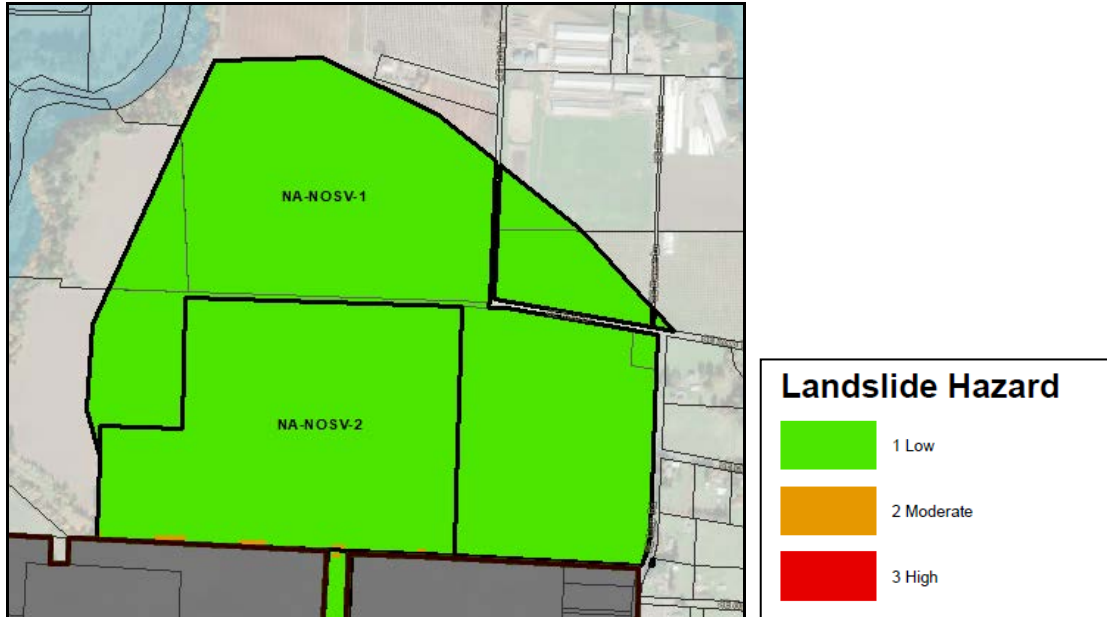 NA-NOSV-1
NA-NOSV-2
Landslide Hazard
1 Low
2 Moderate
3 High